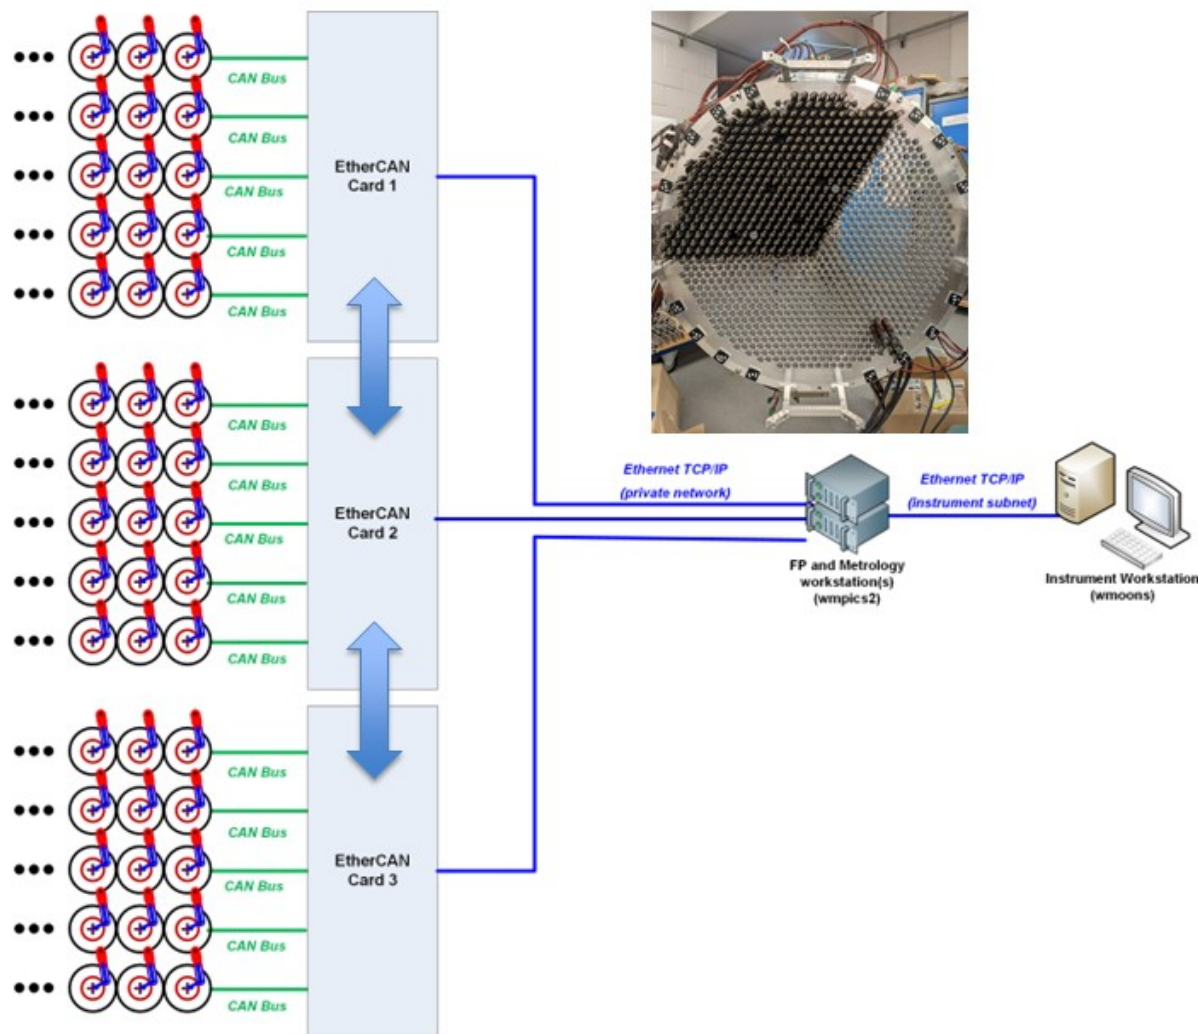 CAN Bus
CAN Bus
CAN Bus
CAN Bus
CAN Bus
EtherCAN
Card 1
CAN Bus
CAN Bus
CAN Bus
CAN Bus
CAN Bus
EtherCAN
Card 2
CAN Bus
CAN Bus
CAN Bus
CAN Bus
CAN Bus
EtherCAN
Card 3
Ethernet TCP/IP
(private network)
FP and Metrology
workstation(s)
(wmpics2)
Ethernet TCP/IP
(instrument subnet)
Instrument Workstation
(wmoons)